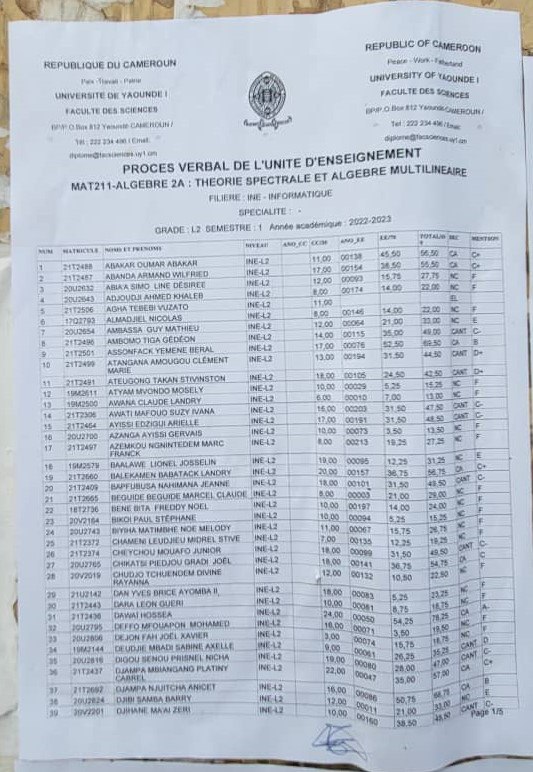 REPUBLIQUE DU CAMEROUN
Paix - Travail - Patrie
UNIVERSITE DE YAOUNDE I
FACULTE DES SCIENCES
BP/P.O.Box 812 Yaoundé-CAMEROUN /
Tél : 222 234 496 / Email:
diplome@facsciences.uy1.cm
REPUBLIC OF CAMEROON
Peace - Work - Fatherland
UNIVERSITY OF YAOUNDE I
FACULTE DES SCIENCES
BP/P.O.Box 812 Yaoundé-CAMEROUN /
Tel : 222 234 496 / Email:
diplome@facsciences.uy1.cm
PROCES VERBAL DE L'UNITE D'ENSEIGNEMENT
MAT211-ALGEBRE 2A : THEORIE SPECTRALE ET ALGEBRE MULTILINEAIRE
FILIERE : INE - INFORMATIQUE
SPECIALITE : -
GRADE : L2 SEMESTRE : 1 Année académique : 2022-2023
NUM MATRICULE NOMS ET PRENOMS NIVEAU ANO_CC CC/30 ANO_EE EE/70 DEC MENTION
1 21T2488 ABAKAR OUMAR ABAKAR INE-L2 11,00 00138 45,50 56,50 CA C+
2 21T2467 ABANDA ARMAND WILFRIED INE-L2 17,00 00154 38,50 55,50 CA C+
3 20U2632 ABA'A SIMO LINE DÉSIREE INE-L2 12,00 00093 15,75 27,75 NC F
4 20U2643 ADJOUDJI AHMED KHALEB INE-L2 8,00 00174 14,00 22,00 NC F
5 21T2506 AGHA TEBEBI VUZATO INE-L2 11,00 EL
6 17Q2793 ALMADJIEL NICOLAS INE-L2 8,00 00146 14,00 22,00 NC F
7 20U2654 AMBASSA GUY MATHIEU INE-L2 12,00 00064 21,00 33,00 NC E
8 21T2496 AMBOMO TIGA GÉDÉON INE-L2 14,00 00115 35,00 49,00 CANT C-
9 21T2501 ASSONFACK YEMENE BERAL INE-L2 17,00 00076 52,50 69,50 CA B
10 21T2499 ATANGANA AMOUGOU CLÉMENT MARIE INE-L2 13,00 00194 31,50 44,50 CANT D+
11 21T2491 ATEUGONG TAKAN STIVINSTON INE-L2 18,00 00105 24,50 42,50 CANT D+
12 19M2611 ATYAM MVONDO MOSELY INE-L2 10,00 00029 5,25 15,25 NC F
13 19M2500 AWANA CLAUDE LANDRY INE-L2 6,00 00010 7,00 13,00 NC F
14 21T2306 AWATI MAFOUO SUZY IVANA INE-L2 16,00 00203 31,50 47,50 CANT C-
15 21T2464 AYISSI EDZIGUI ARIELLE INE-L2 17,00 00191 31,50 48,50 CANT C-
16 20U2700 AZANGA AYISSI GERVAIS INE-L2 10,00 00073 3,50 13,50 NC F
17 21T2497 AZEMKOU NGNINTEDEM MARC FRANCK INE-L2 8,00 00213 19,25 27,25 NC F
18 19M2579 BAALAWE LIONEL JOSSELIN INE-L2 19,00 00095 12,25 31,25 NC E
19 21T2660 BALEKAMEN BABATACK LANDRY INE-L2 20,00 00157 36,75 56,75 CA C+
20 21T2409 BAPFUBUSA NAHIMANA JEANNE INE-L2 18,00 00101 31,50 49,50 CANT C-
21 21T2665 BEGUIDE BEGUIDE MARCEL CLAUDE INE-L2 8,00 00003 21,00 29,00 NC F
22 18T2736 BENE BITA FREDDY NOEL INE-L2 10,00 00197 14,00 24,00 NC F
23 20V2184 BIKOI PAUL STÉPHANE INE-L2 10,00 00094 5,25 15,25 NC F
24 20U2743 BIYIHA MATIMBHE NOE MELODY INE-L2 11,00 00067 15,75 26,75 NC F
25 21T2372 CHAMENI LEUDJIEU MIDREL STIVE INE-L2 7,00 00135 12,25 19,25 NC F
26 21T2374 CHEYCHOU MOUAFO JUNIOR INE-L2 18,00 00099 31,50 49,50 CANT C-
27 20U2765 CHIKATSI PIEDJOU GRADI JOËL INE-L2 18,00 00141 36,75 54,75 CA C
28 20V2019 CHUDJO TCHUENDEM DIVINE RAYANNA INE-L2 12,00 00132 10,50 22,50 NC F
29 21U2142 DAN YVES BRICE AYOMBA II INE-L2 18,00 00083 5,25 23,25 NC F
30 21T2443 DARA LEON GUERI INE-L2 10,00 00081 8,75 18,75 NC F
31 21T2436 DAWAÏ HOSSEA INE-L2 24,00 00050 54,25 78,25 CA A-
32 20U2795 DEFFO MFOUAPON MOHAMED INE-L2 16,00 00071 3,50 19,50 NC F
33 20U2806 DEJON FAH JOËL XAVIER INE-L2 3,00 00074 15,75 18,75 NC F
34 19M2144 DEUDJIE MBADI SABINE AXELLE INE-L2 9,00 00061 26,25 35,25 CANT D
35 20U2816 DIGOU SENOU PRISNEL NICHA INE-L2 19,00 00080 28,00 47,00 CANT C-
36 21T2437 DJAMPA MBIANGANG PLATINY CABREL INE-L2 22,00 00047 35,00 57,00 CA C+
37 21T2692 DJAMPA NJUITCHA ANICET INE-L2 16,00 00086 50,75 66,75 CA B
38 20U2824 DJIBI SAMBA BARRY INE-L2 12,00 00011 21,00 33,00 NC E
39 20V2201 DJIHANE MA'AI ZERI INE-L2 10,00 00160 38,50 48,50 CANT C-
Page 1/5